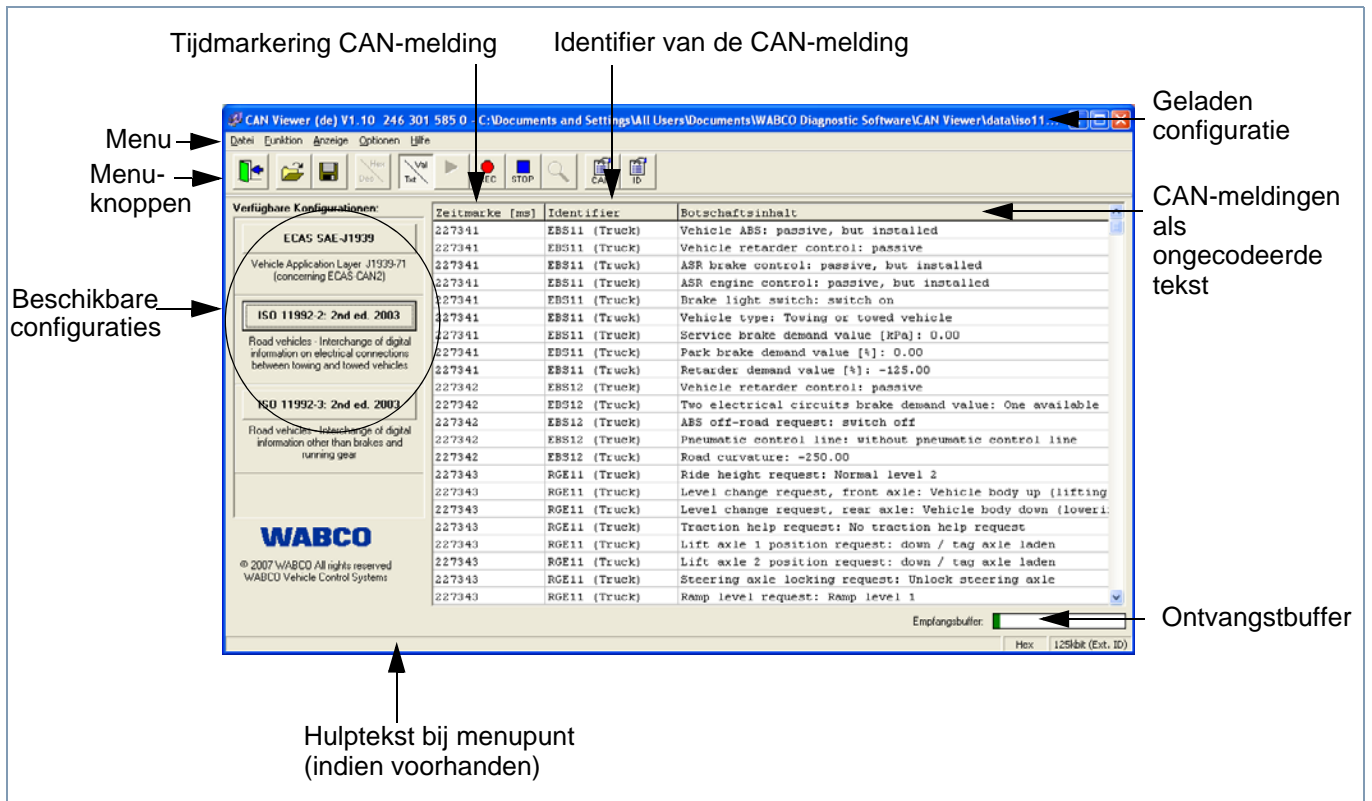 Tijdmarkering CAN-melding
Identifier van de CAN-melding
Geladen
configuratie
Menu
Menu-
knoppen
CAN-meldingen
als
ongecodeerde
tekst
Beschikbare
configuraties
Ontvangstbuffer
Hulptekst bij menupunt
(indien voorhanden)
CAN Viewer (de) V1.10 246 301 585 0 - C:\Documents and Settings\All Users\Documents\WABCO Diagnostic Software\CAN Viewer\data\iso11...
Datei Funktion Anzeige Optionen Hilfe
Hex
Dec
Val
Txt
REC
STOP
CAN
ID
Verfügbare Konfigurationen:
ECAS SAE-J1939
Vehicle Application Layer J1939-71
(concerning ECAS-CAN2)
ISO 11992-2: 2nd ed. 2003
Road vehicles - Interchange of digital
information on electrical connections
between towing and towed vehicles
ISO 11992-3: 2nd ed. 2003
Road vehicles - Interchange of digital
information other than brakes and
running gear
WABCO
© 2007 WABCO All rights reserved
WABCO Vehicle Control Systems
Zeitmarke [ms] Identifier Botschaftsinhalt
227341 EBS11 (Truck) Vehicle ABS: passive, but installed
227341 EBS11 (Truck) Vehicle retarder control: passive
227341 EBS11 (Truck) ASR brake control: passive, but installed
227341 EBS11 (Truck) ASR engine control: passive, but installed
227341 EBS11 (Truck) Brake light switch: switch on
227341 EBS11 (Truck) Vehicle type: Towing or towed vehicle
227341 EBS11 (Truck) Service brake demand value [kPa]: 0.00
227341 EBS11 (Truck) Park brake demand value [%]: 0.00
227341 EBS11 (Truck) Retarder demand value [%]: -125.00
227342 EBS12 (Truck) Vehicle retarder control: passive
227342 EBS12 (Truck) Two electrical circuits brake demand value: One available
227342 EBS12 (Truck) ABS off-road request: switch off
227342 EBS12 (Truck) Pneumatic control line: without pneumatic control line
227342 EBS12 (Truck) Road curvature: -250.00
227343 RGE11 (Truck) Ride height request: Normal level 2
227343 RGE11 (Truck) Level change request, front axle: Vehicle body up (lifting
227343 RGE11 (Truck) Level change request, rear axle: Vehicle body down (loweri
227343 RGE11 (Truck) Traction help request: No traction help request
227343 RGE11 (Truck) Lift axle 1 position request: down / tag axle laden
227343 RGE11 (Truck) Lift axle 2 position request: down / tag axle laden
227343 RGE11 (Truck) Steering axle locking request: Unlock steering axle
227343 RGE11 (Truck) Ramp level request: Ramp level 1
Empfangsbuffer:
Hex 125kbit (Ext. ID)